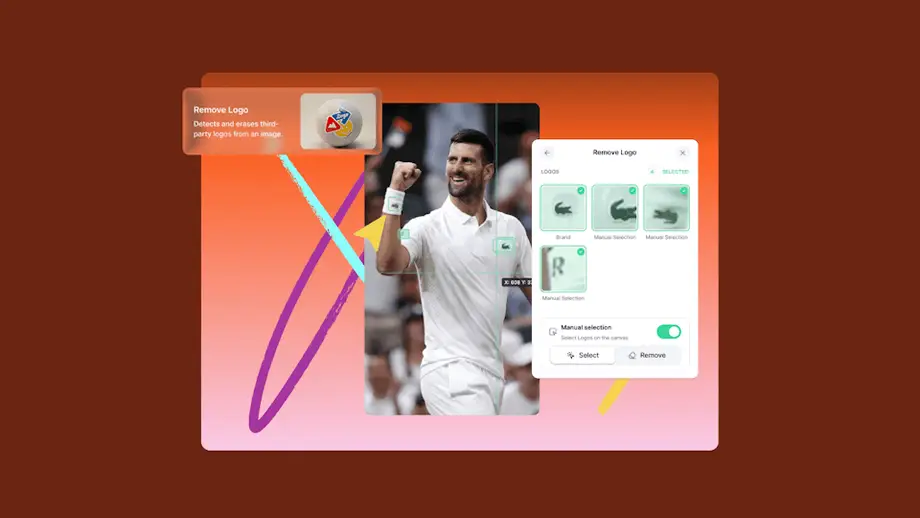 Remove Logo
Detects and erases third-
party logos from an image.
Remove Logo
LOGOS
SELECTED
Brand
Manual Selection
Manual Selection
R
Manual Selection
Manual selection
Select Logos on the canvas
Select
Remove